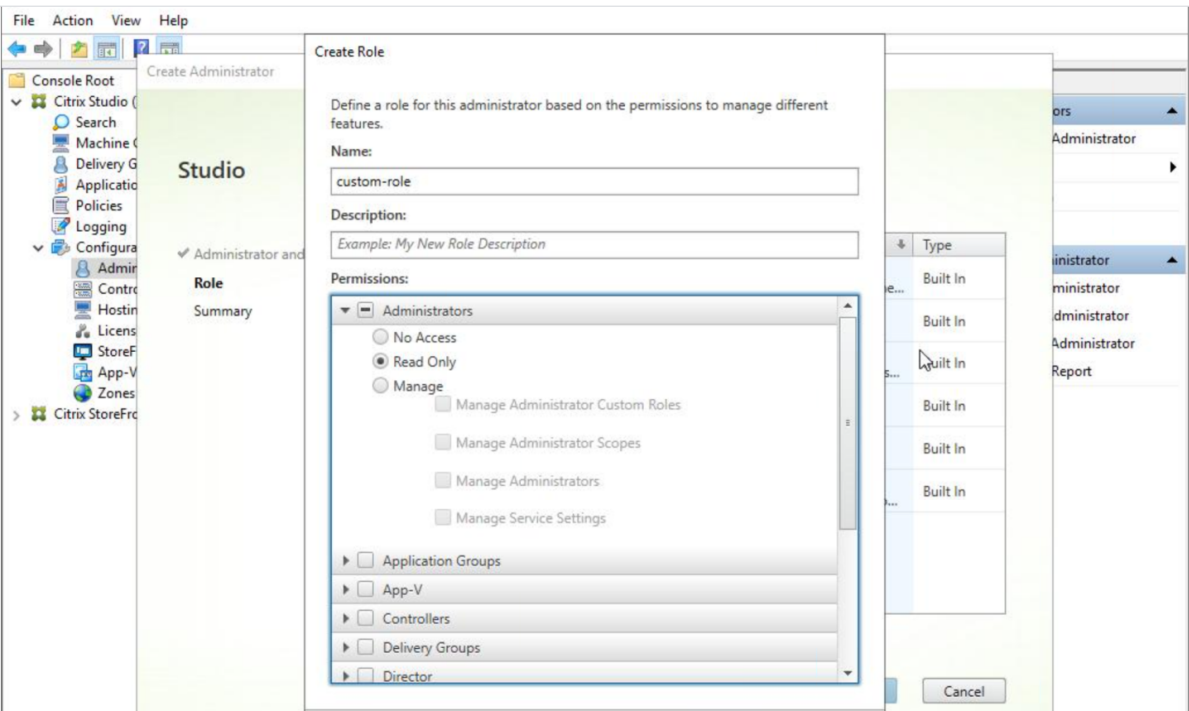 File Action View Help
Create Role
Create Administrator
Console Root
Citrix Studio (
Search
Machine
Delivery G
Applicatio
Policies
Logging
Configura
Admin
Contro
Hostin
Licens
StoreF
App-V
Zones
Citrix StoreFro
Studio
Administrator and
Role
Summary
Define a role for this administrator based on the permissions to manage different
features.
Name:
custom-role
Description:
Example: My New Role Description
Permissions:
Administrators
No Access
Read Only
Manage
Manage Administrator Custom Roles
Manage Administrator Scopes
Manage Administrators
Manage Service Settings
Application Groups
App-V
Controllers
Delivery Groups
Director
Type
Built In
Built In
Built In
Built In
Built In
Built In
Cancel
ors
Administrator
inistrator
ministrator
dministrator
Administrator
Report